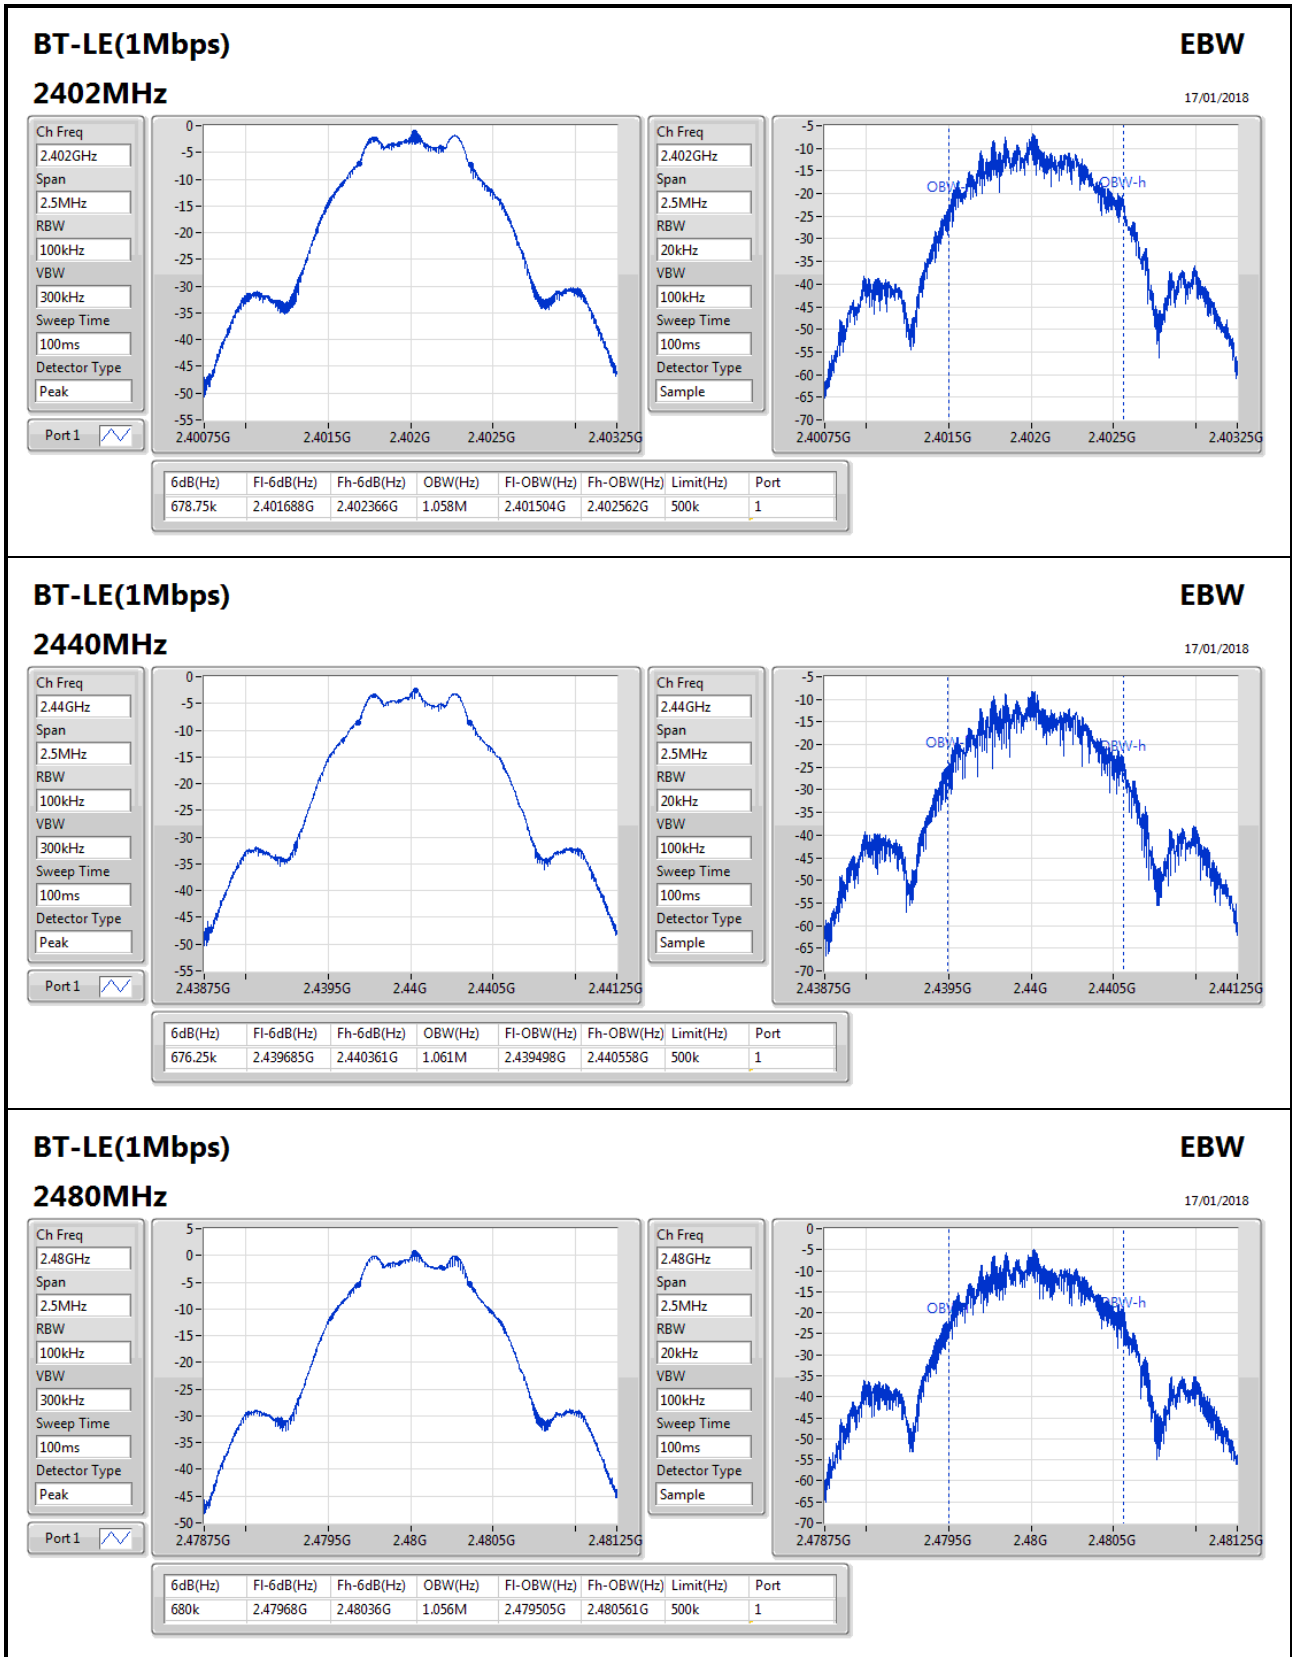 BT-LE(1Mbps)
EBW
2402MHz
17/01/2018
Ch Freq
2.402GHz
Span
2.5MHz
RBW
100kHz
VBW
300kHz
Sweep Time
100ms
Detector Type
Peak
Port 1
0
-5
-10
-15
-20
-25
-30
-35
-40
-45
-50
-55
2.40075G 2.4015G 2.402G 2.4025G 2.40325G
Ch Freq
2.402GHz
Span
2.5MHz
RBW
20kHz
VBW
100kHz
Sweep Time
100ms
Detector Type
Sample
-5
-10
-15
-20
-25
-30
-35
-40
-45
-50
-55
-60
-65
-70
OBW-h
2.40075G 2.4015G 2.402G 2.4025G 2.40325G
6dB(Hz) Fl-6dB(Hz) Fh-6dB(Hz) OBW(Hz) Fl-OBW(Hz) Fh-OBW(Hz) Limit(Hz) Port
678.75k 2.401688G 2.402366G 1.058M 2.401504G 2.402562G 500k 1
BT-LE(1Mbps)
EBW
2440MHz
17/01/2018
Ch Freq
2.44GHz
Span
2.5MHz
RBW
100kHz
VBW
300kHz
Sweep Time
100ms
Detector Type
Peak
Port 1
0
-5
-10
-15
-20
-25
-30
-35
-40
-45
-50
-55
2.43875G 2.4395G 2.44G 2.4405G 2.44125G
Ch Freq
2.44GHz
Span
2.5MHz
RBW
20kHz
VBW
100kHz
Sweep Time
100ms
Detector Type
Sample
-5
-10
-15
-20
-25
-30
-35
-40
-45
-50
-55
-60
-65
-70
OBW-h
2.43875G 2.4395G 2.44G 2.4405G 2.44125G
6dB(Hz) Fl-6dB(Hz) Fh-6dB(Hz) OBW(Hz) Fl-OBW(Hz) Fh-OBW(Hz) Limit(Hz) Port
676.25k 2.439685G 2.440361G 1.061M 2.439498G 2.440558G 500k 1
BT-LE(1Mbps)
EBW
2480MHz
17/01/2018
Ch Freq
2.48GHz
Span
2.5MHz
RBW
100kHz
VBW
300kHz
Sweep Time
100ms
Detector Type
Peak
Port 1
5
0
-5
-10
-15
-20
-25
-30
-35
-40
-45
-50
2.47875G 2.4795G 2.48G 2.4805G 2.48125G
Ch Freq
2.48GHz
Span
2.5MHz
RBW
20kHz
VBW
100kHz
Sweep Time
100ms
Detector Type
Sample
0
-5
-10
-15
-20
-25
-30
-35
-40
-45
-50
-55
-60
-65
-70
OBW-h
2.47875G 2.4795G 2.48G 2.4805G 2.48125G
6dB(Hz) Fl-6dB(Hz) Fh-6dB(Hz) OBW(Hz) Fl-OBW(Hz) Fh-OBW(Hz) Limit(Hz) Port
680k 2.47968G 2.48036G 1.056M 2.479505G 2.480561G 500k 1